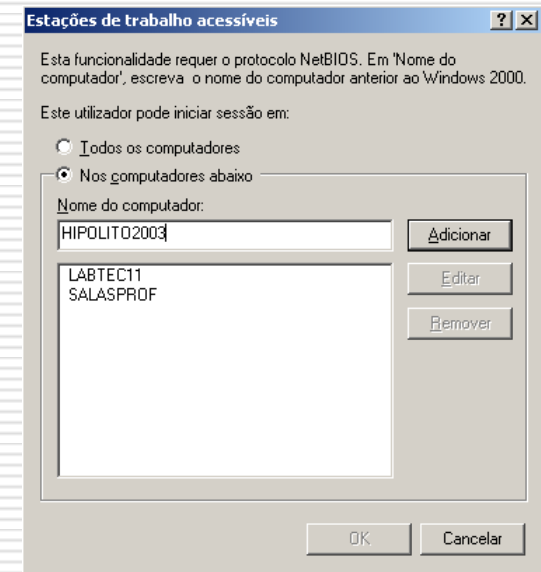 Estações de trabalho acessíveis
Esta funcionalidade requer o protocolo NetBIOS. Em 'Nome do
computador', escreva o nome do computador anterior ao Windows 2000.
Este utilizador pode iniciar sessão em:
Todos os computadores
Nos computadores abaixo
Nome do computador:
HIPOLITO2003
Adicionar
LABTEC11
SALASPROF
Editar
Remover
OK
Cancelar